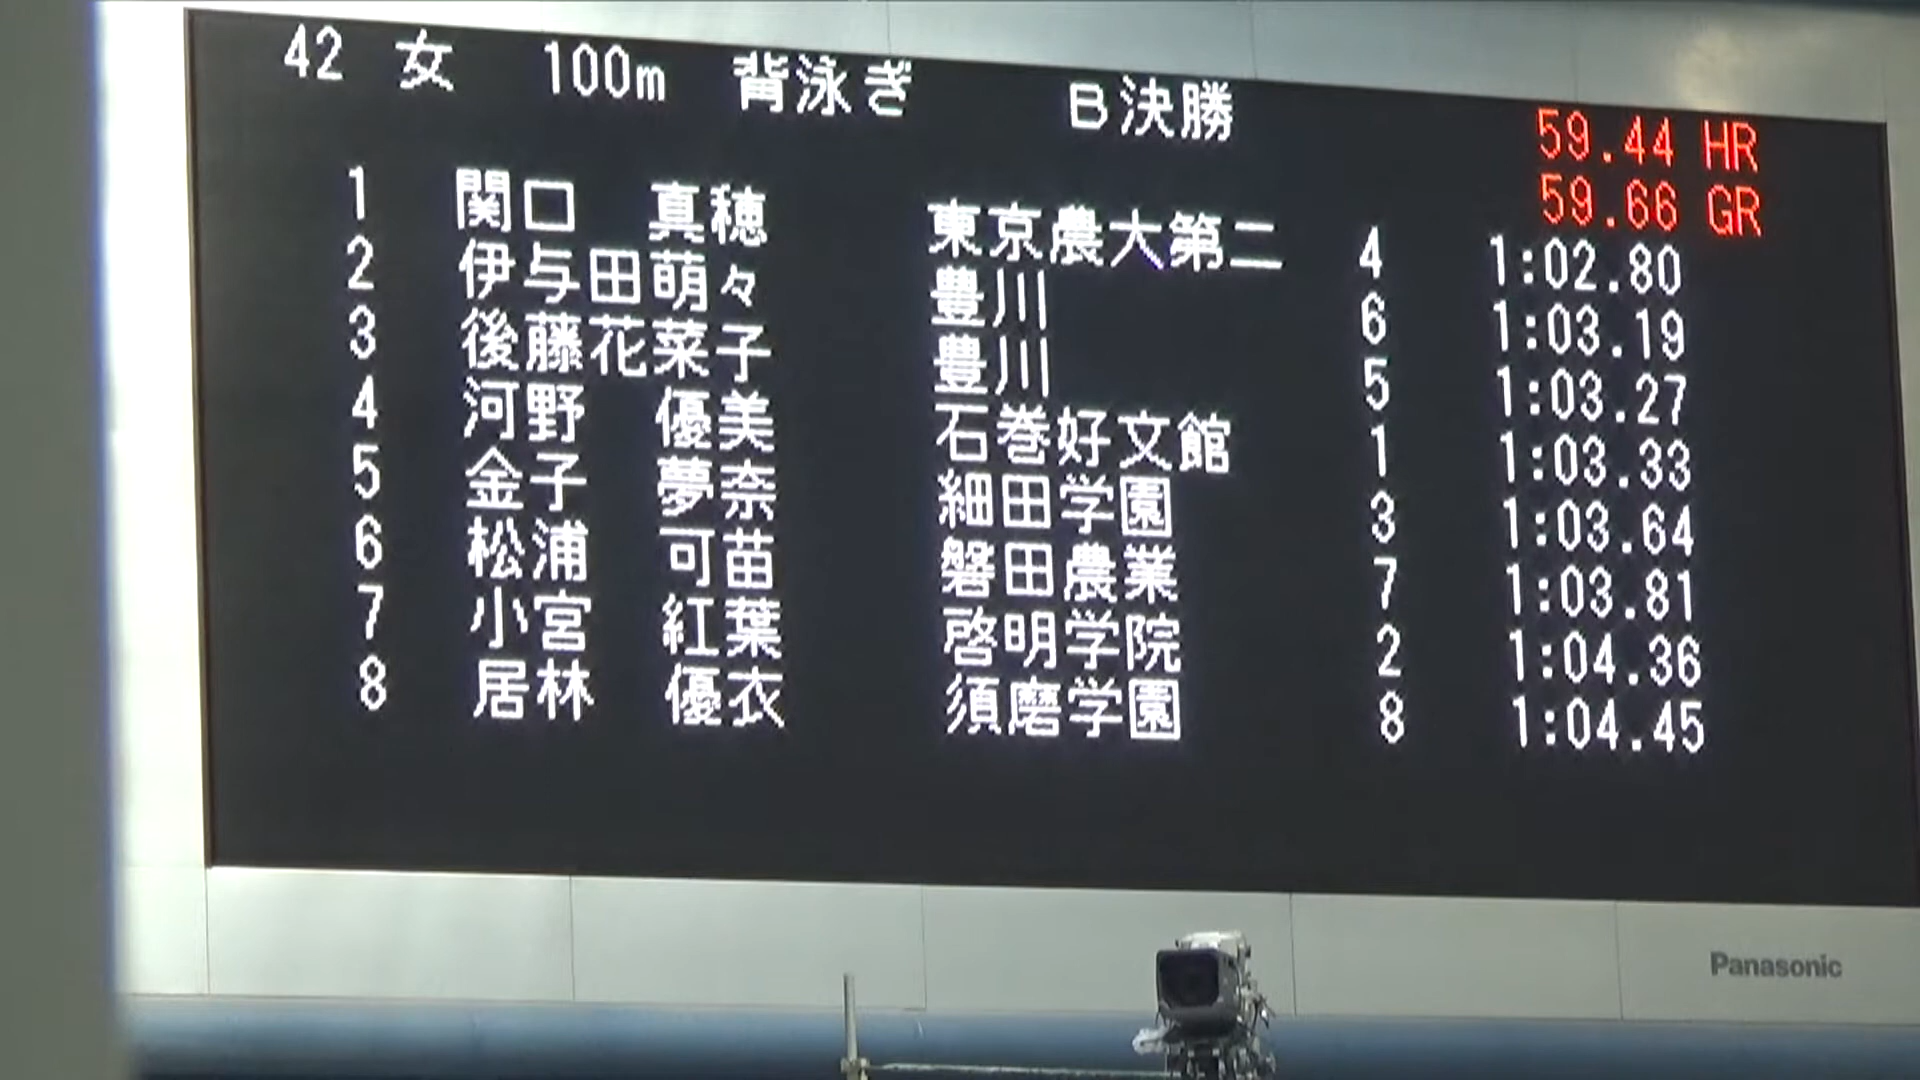 42 女 100m 背泳ぎ B決勝
59.44 HR
59.66 GR
1 関口 真穂 東京農大第二 4 1:02.80
2 伊与田萌々 豊川 6 1:03.19
3 後藤花菜子 豊川 5 1:03.27
4 河野 優美 石巻好文館 1 1:03.33
5 金子 夢奈 細田学園 3 1:03.64
6 松浦 可苗 磐田農業 7 1:03.81
7 小宮 紅葉 啓明学院 2 1:04.36
8 居林 優衣 須磨学園 8 1:04.45
Panasonic